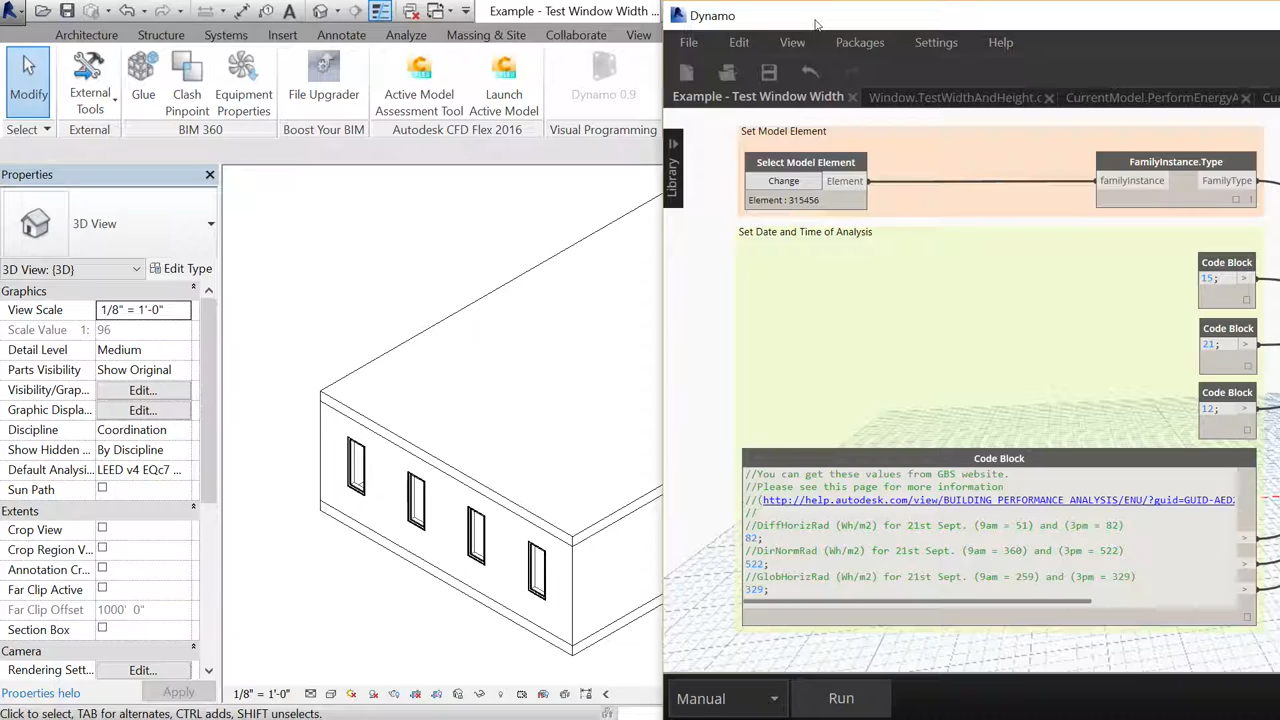 Example - Test Window Width ...
Architecture Structure Systems Insert Annotate Analyze Massing & Site Collaborate View
Modify
External Tools
Glue
Clash Pinpoint
Equipment Properties
File Upgrader
Active Model Assessment Tool
Launch Active Model
Dynamo 0.9
Select
External
BIM 360
Boost Your BIM
Autodesk CFD Flex 2016
Visual Programming
Properties
3D View
3D View: {3D}
Edit Type
Graphics
View Scale 1/8" = 1'-0"
Scale Value 1: 96
Detail Level Medium
Parts Visibility Show Original
Visibility/Grap... Edit...
Graphic Displa... Edit...
Discipline Coordination
Show Hidden ... By Discipline
Default Analysi... LEED v4 EQc7 ...
Sun Path
Extents
Crop View
Crop Region V...
Annotation Cr...
Far Clip Active
Far Clip Offset 1000' 0"
Section Box
Camera
Rendering Sett... Edit...
Properties help
Apply
1/8" = 1'-0"
Click to select, TAB for alternates, CTRL adds, SHIFT unselects.
Dynamo
File Edit View Packages Settings Help
Example - Test Window Width
Window.TestWidthAndHeight.c
CurrentModel.PerformEnergyA
Cu
Library
Set Model Element
Select Model Element
Change
Element
Element : 315456
FamilyInstance.Type
familyInstance
FamilyType
Set Date and Time of Analysis
Code Block
15; >
Code Block
21; >
Code Block
12; >
Code Block
//You can get these values from GBS website.
//Please see this page for more information
//(http://help.autodesk.com/view/BUILDING_PERFORMANCE_ANALYSIS/ENU/?guid=GUID-AED
//
//DiffHorizRad (Wh/m2) for 21st Sept. (9am = 51) and (3pm = 82)
82;
//DirNormRad (Wh/m2) for 21st Sept. (9am = 360) and (3pm = 522)
522;
//GlobHorizRad (Wh/m2) for 21st Sept. (9am = 259) and (3pm = 329)
329;
>
>
>
Manual
Run